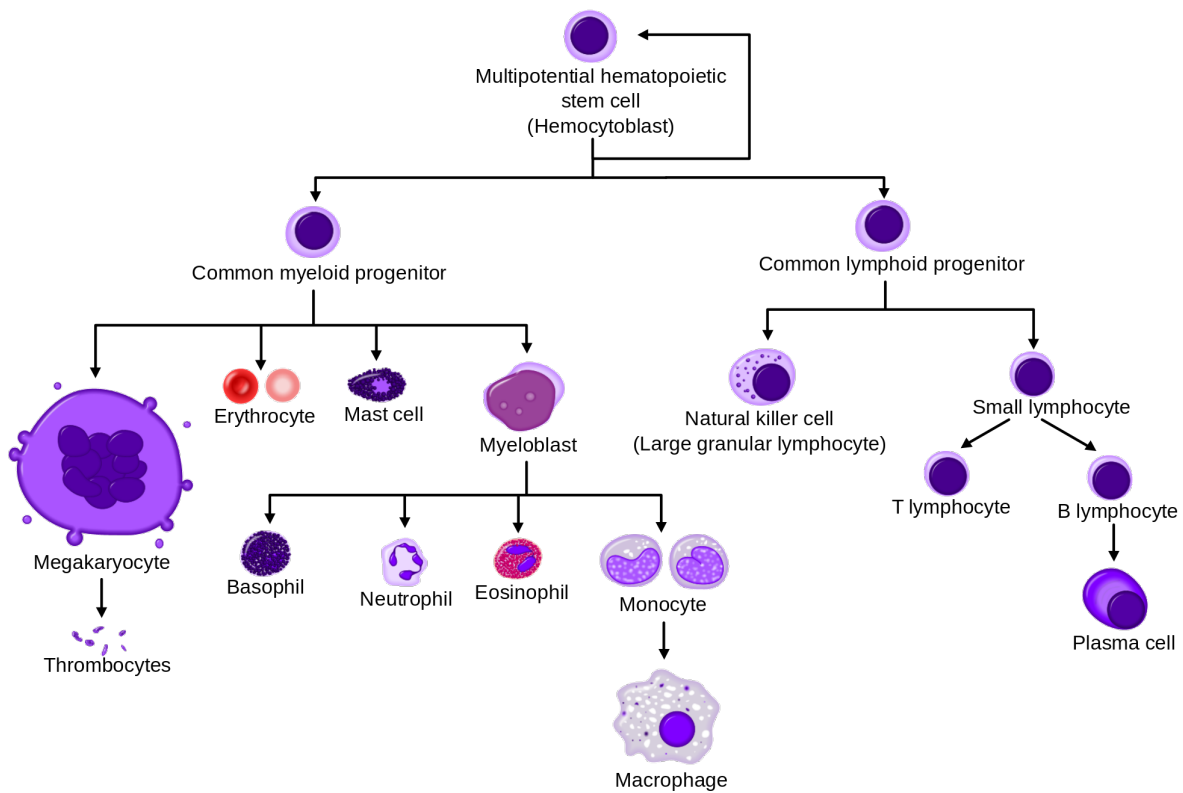 Multipotential hematopoietic
stem cell
(Hemocytoblast)
Common myeloid progenitor
Common lymphoid progenitor
Erythrocyte
Mast cell
Myeloblast
Natural killer cell
(Large granular lymphocyte)
Small lymphocyte
T lymphocyte
B lymphocyte
Megakaryocyte
Basophil
Neutrophil
Eosinophil
Monocyte
Plasma cell
Thrombocytes
Macrophage